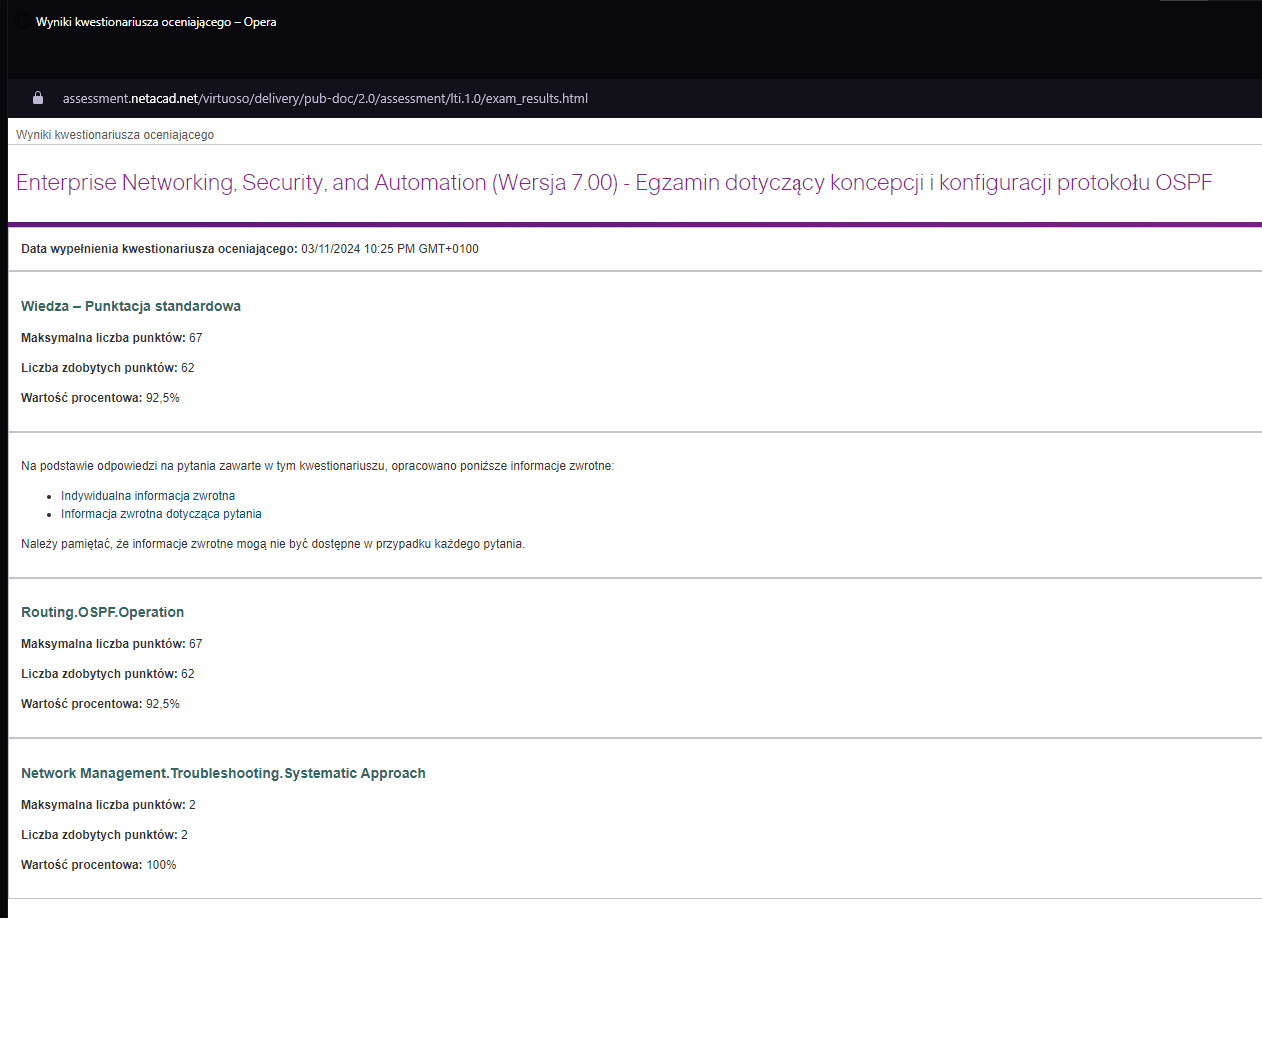 Wyniki kwestionariusza oceniającego – Opera
assessment.netacad.net/virtuoso/delivery/pub-doc/2.0/assessment/lti.1.0/exam_results.html
Wyniki kwestionariusza oceniającego
Enterprise Networking, Security, and Automation (Wersja 7.00) - Egzamin dotyczący koncepcji i konfiguracji protokołu OSPF
Data wypełnienia kwestionariusza oceniającego: 03/11/2024 10:25 PM GMT+0100
Wiedza – Punktacja standardowa
Maksymalna liczba punktów: 67
Liczba zdobytych punktów: 62
Wartość procentowa: 92,5%
Na podstawie odpowiedzi na pytania zawarte w tym kwestionariuszu, opracowano poniższe informacje zwrotne:
• Indywidualna informacja zwrotna
• Informacja zwrotna dotycząca pytania
Należy pamiętać, że informacje zwrotne mogą nie być dostępne w przypadku każdego pytania.
Routing.OSPF.Operation
Maksymalna liczba punktów: 67
Liczba zdobytych punktów: 62
Wartość procentowa: 92,5%
Network Management.Troubleshooting.Systematic Approach
Maksymalna liczba punktów: 2
Liczba zdobytych punktów: 2
Wartość procentowa: 100%